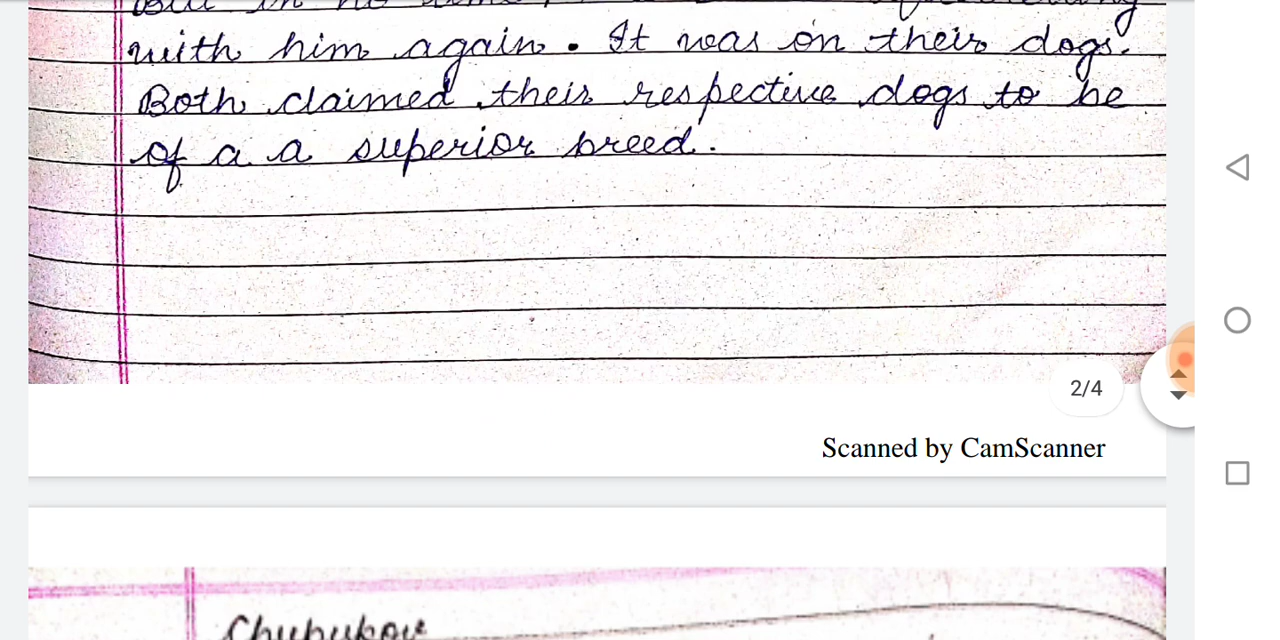 with him again. It was on their dogs.
Both claimed their respective dogs to be
of a a superior breed.
2/4
Scanned by CamScanner
Chubukov